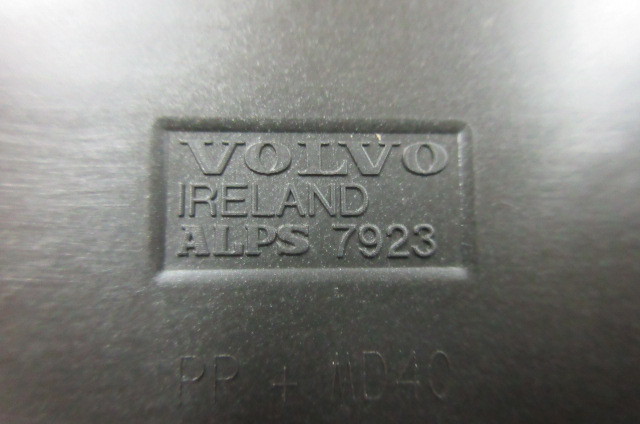 VOLVO
IRELAND
ALPS 7923
PP + MD40